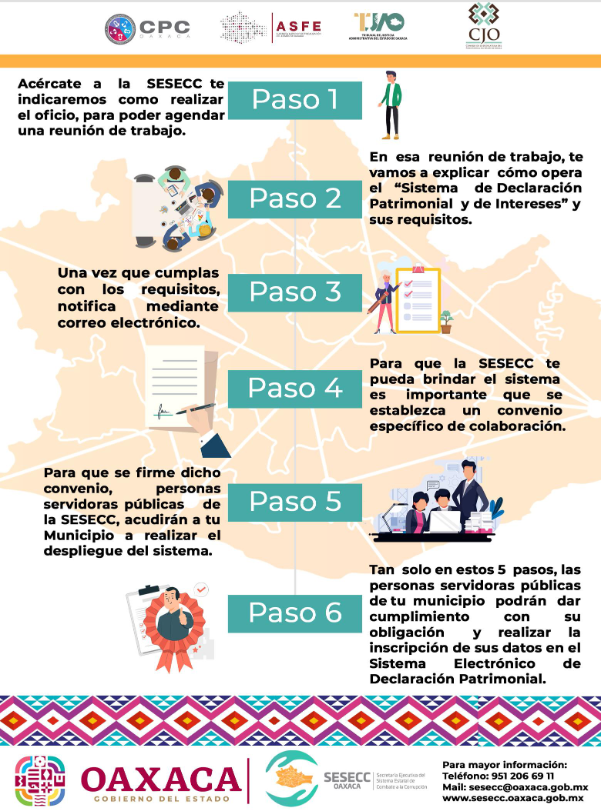 CPC
OAXACA
ASFE
TJAO
CJO
Acércate a la SESECC te
indicaremos como realizar
el oficio, para poder agendar
una reunión de trabajo.
Paso 1
En esa reunión de trabajo, te
vamos a explicar cómo opera
el “Sistema de Declaración
Patrimonial y de Intereses” y
sus requisitos.
Paso 2
Una vez que cumplas
con los requisitos,
notifica mediante
correo electrónico.
Paso 3
Para que la SESECC te
pueda brindar el sistema
es importante que se
establezca un convenio
específico de colaboración.
Paso 4
Para que se firme dicho
convenio, personas
servidoras públicas de
la SESECC, acudirán a tu
Municipio a realizar el
despliegue del sistema.
Paso 5
Tan solo en estos 5 pasos, las
personas servidoras públicas
de tu municipio podrán dar
cumplimiento con su
obligación y realizar la
inscripción de sus datos en el
Sistema Electrónico de
Declaración Patrimonial.
Paso 6
OAXACA
GOBIERNO DEL ESTADO
SESECC
OAXACA
Secretaría Ejecutiva del
Sistema Estatal de
Combate a la Corrupción
Para mayor información:
Teléfono: 951 206 69 11
Mail: sesecc@oaxaca.gob.mx
www.sesecc.oaxaca.gob.mx